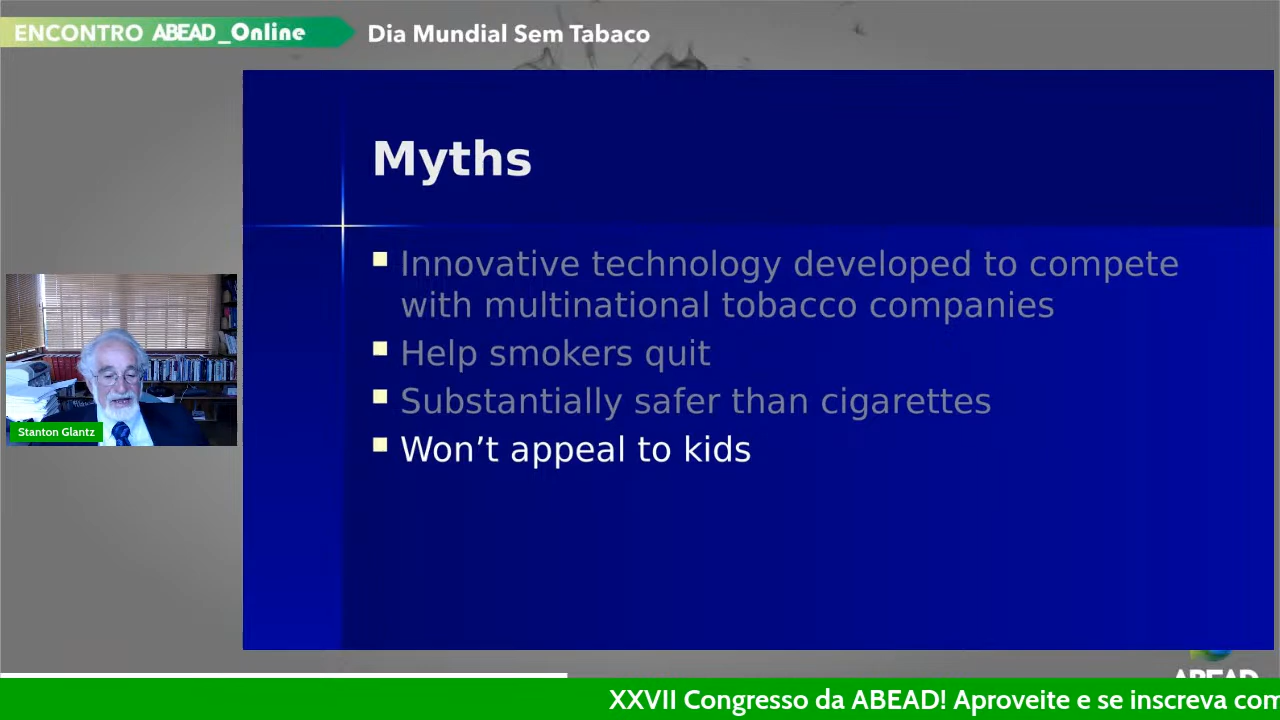 ENCONTRO ABEAD_Online
Dia Mundial Sem Tabaco
Myths
Innovative technology developed to compete
with multinational tobacco companies
Help smokers quit
Substantially safer than cigarettes
Won’t appeal to kids
Stanton Glantz
ABEAD
XXVII Congresso da ABEAD! Aproveite e se inscreva com